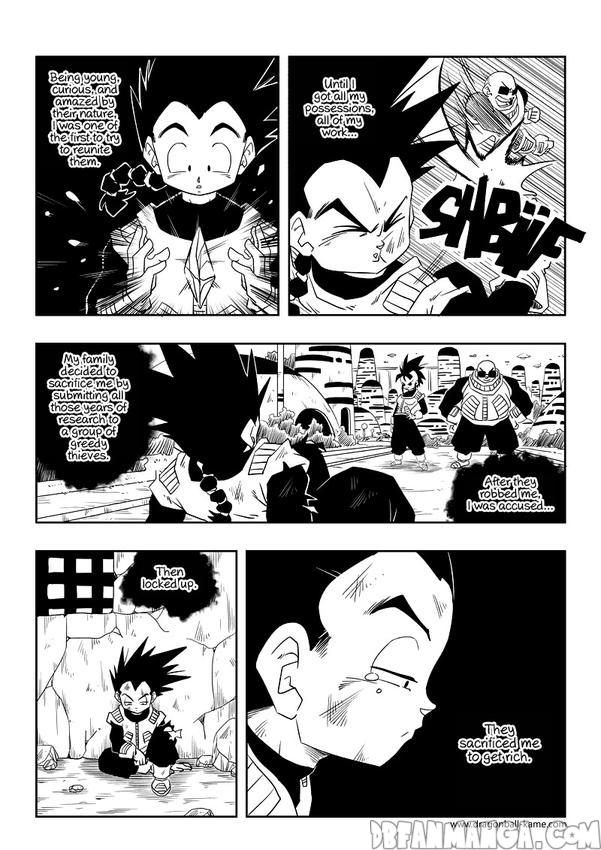 Being young,
curious, and
amazed by
their nature,
I was one of
the first to try
to reunite
them.
Until
I got all my
possessions,
all of my
work...
SHBIIF
My family
decided to
sacrifice me by
submitting all
those years of
research to
a group of
greedy
thieves.
After they
robbed me,
I was accused...
Then
locked up.
They
sacrificed me
to get rich.
www.dragonball-kame.com
DBFANMANGA.COM